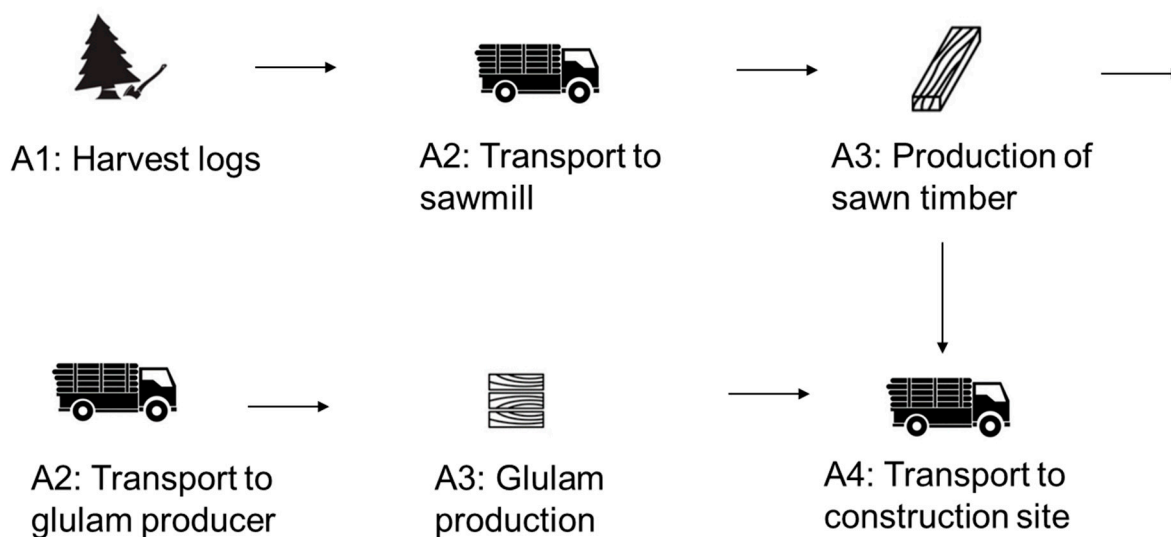 A1: Harvest logs
A2: Transport to
sawmill
A3: Production of
sawn timber
A2: Transport to
glulam producer
A3: Glulam
production
A4: Transport to
construction site